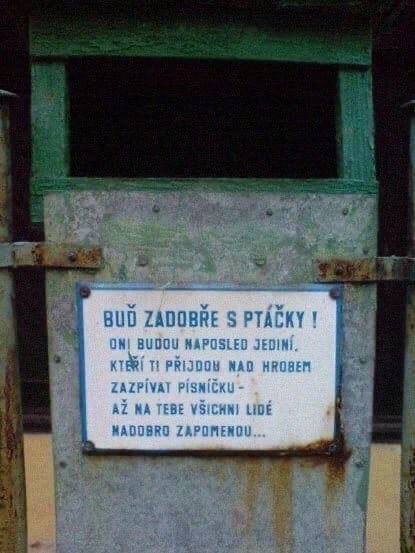 BUĎ ZADOBŘE S PTÁČKY !
ONI BUDOU NAPOSLED JEDINÍ,
KTEŘÍ TI PŘIJDOU NAD HROBEM
ZAZPÍVAT PÍSNIČKU -
AŽ NA TEBE VŠICHNI LIDÉ
NADOBRO ZAPOMENOU...